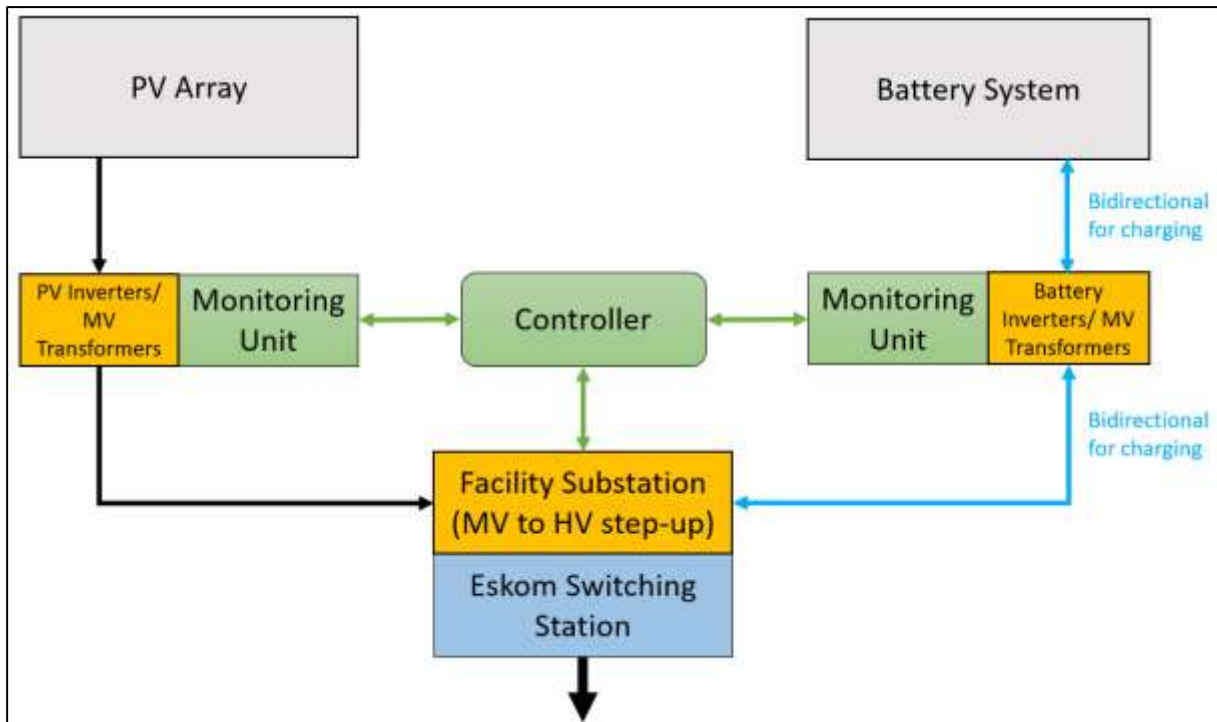 PV Array
Battery System
Bidirectional
for charging
PV Inverters/
MV
Transformers
Monitoring
Unit
Controller
Monitoring
Unit
Battery
Inverters/ MV
Transformers
Bidirectional
for charging
Facility Substation
(MV to HV step-up)
Eskom Switching
Station